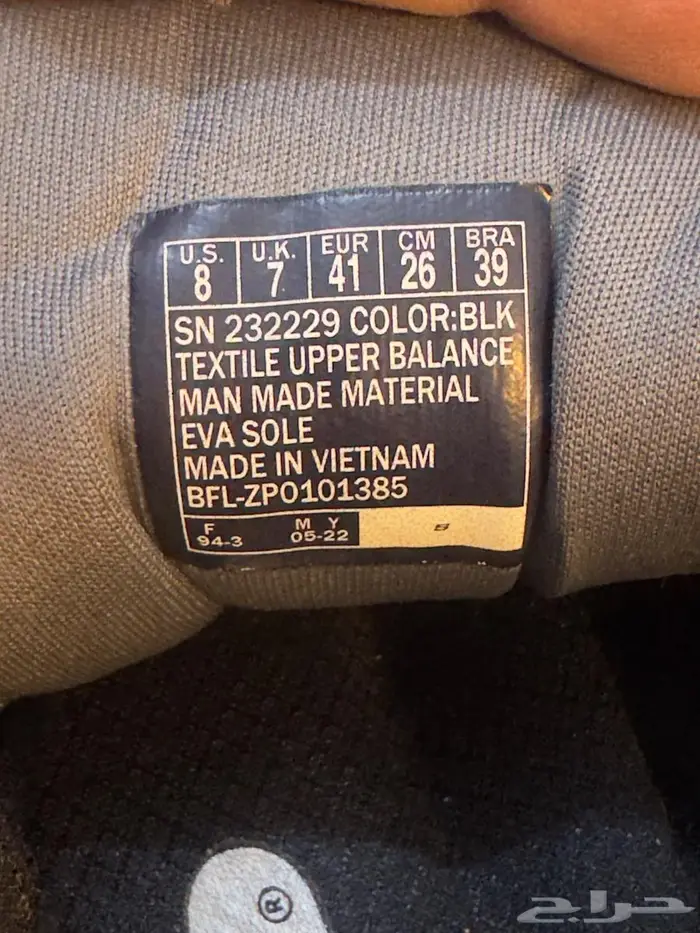 U.S. U.K. EUR CM BRA
8 7 41 26 39
SN 232229 COLOR:BLK
TEXTILE UPPER BALANCE
MAN MADE MATERIAL
EVA SOLE
MADE IN VIETNAM
BFL-ZP0101385
F M Y
94-3 05-22
®
حراج